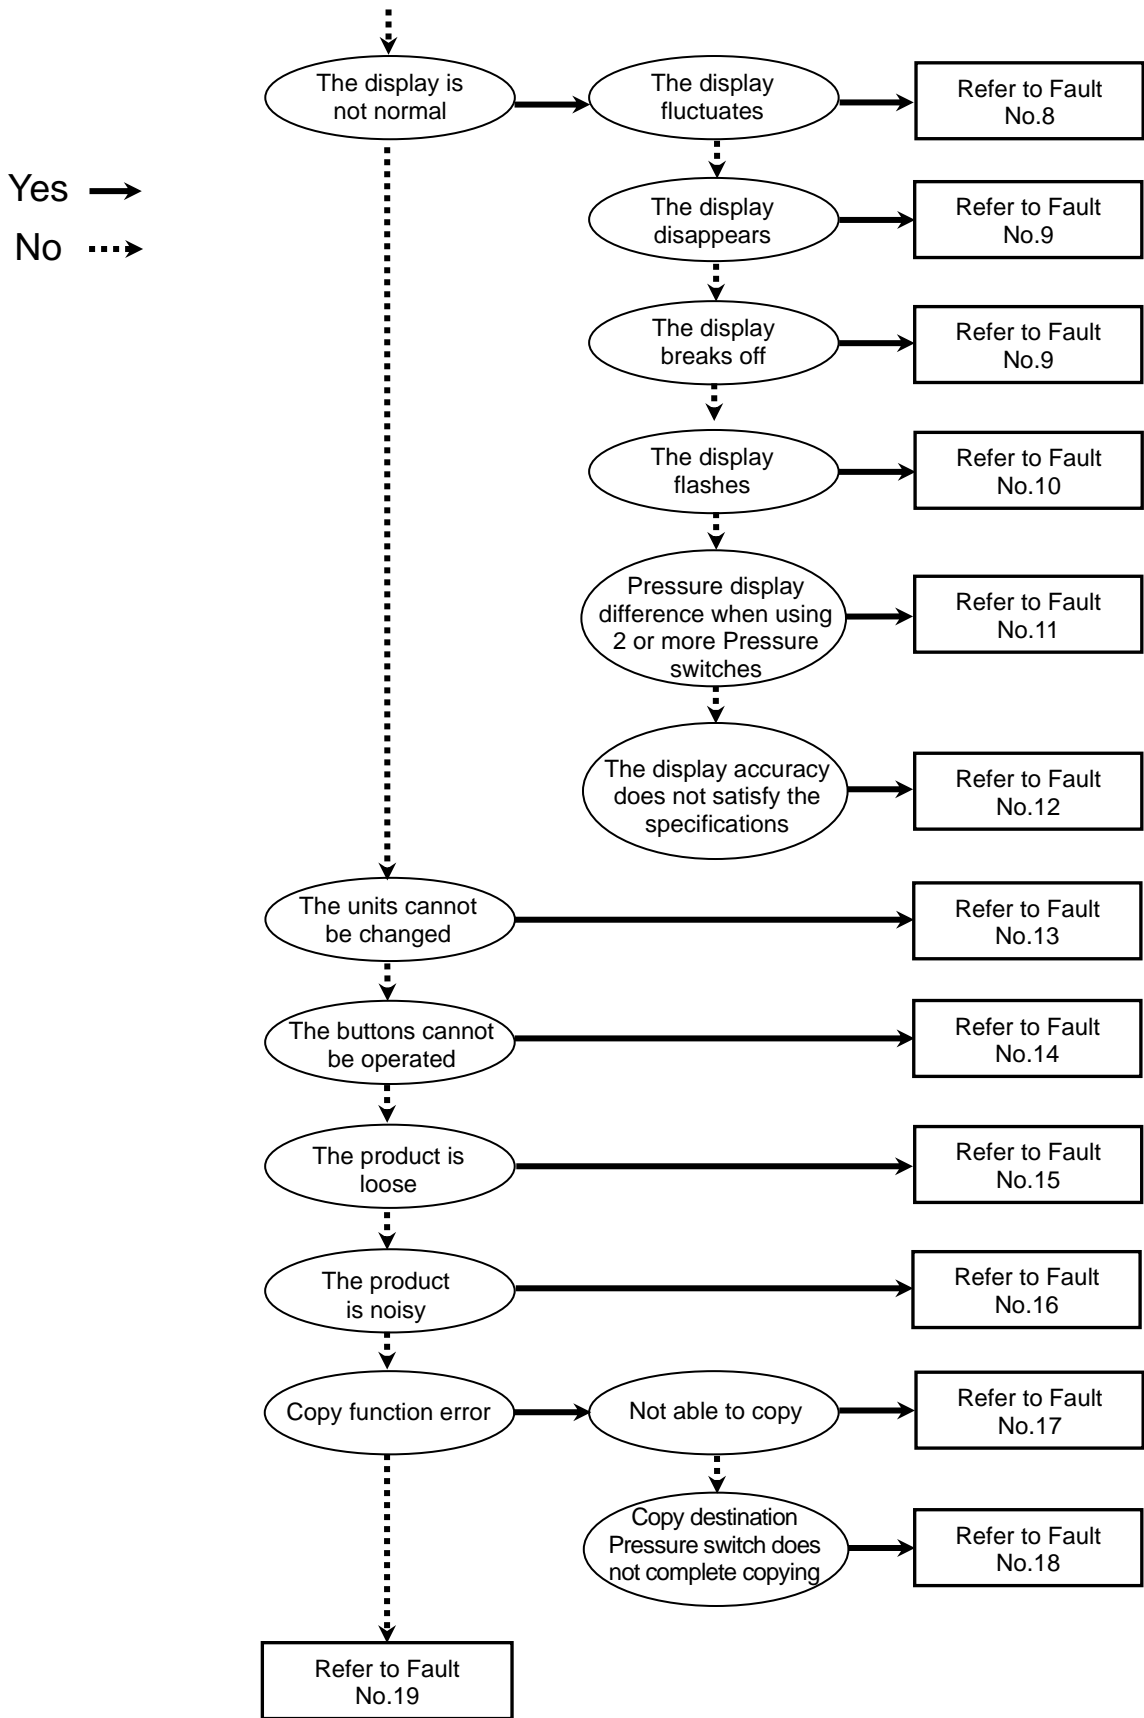 The display is
not normal
The display
fluctuates
Refer to Fault
No.8
Yes
No
The display
disappears
Refer to Fault
No.9
The display
breaks off
Refer to Fault
No.9
The display
flashes
Refer to Fault
No.10
Pressure display
difference when using
2 or more Pressure
switches
Refer to Fault
No.11
The display accuracy
does not satisfy the
specifications
Refer to Fault
No.12
The units cannot
be changed
Refer to Fault
No.13
The buttons cannot
be operated
Refer to Fault
No.14
The product is
loose
Refer to Fault
No.15
The product
is noisy
Refer to Fault
No.16
Copy function error
Not able to copy
Refer to Fault
No.17
Copy destination
Pressure switch does
not complete copying
Refer to Fault
No.18
Refer to Fault
No.19